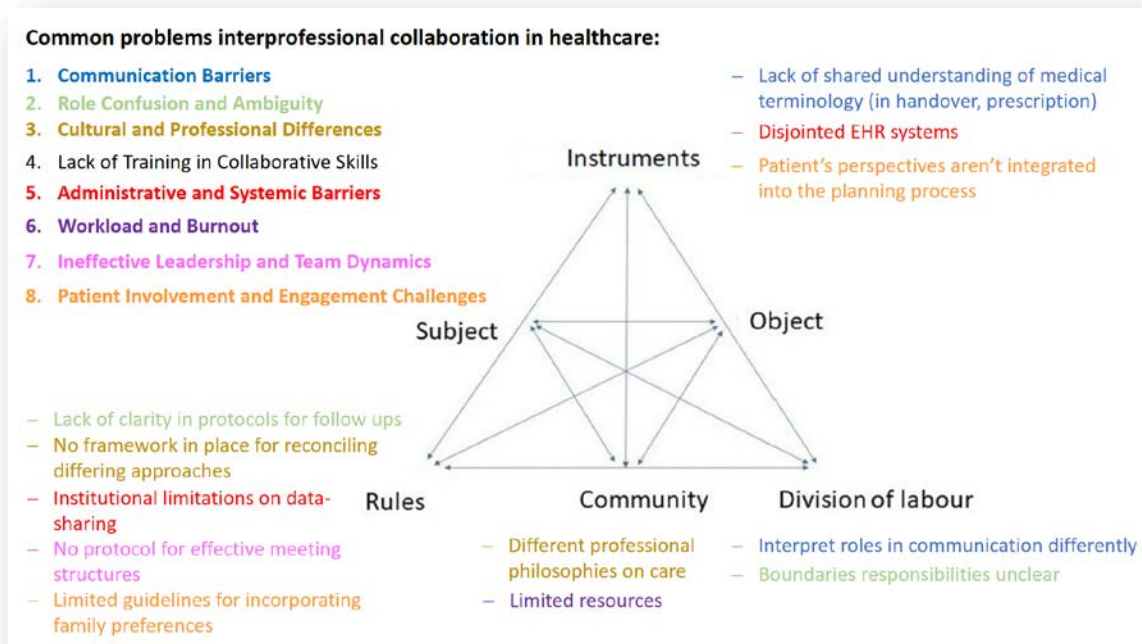 Common problems interprofessional collaboration in healthcare:
1. Communication Barriers
2. Role Confusion and Ambiguity
3. Cultural and Professional Differences
4. Lack of Training in Collaborative Skills
5. Administrative and Systemic Barriers
6. Workload and Burnout
7. Ineffective Leadership and Team Dynamics
8. Patient Involvement and Engagement Challenges
– Lack of shared understanding of medical
terminology (in handover, prescription)
– Disjointed EHR systems
– Patient's perspectives aren't integrated
into the planning process
Instruments
Subject
Object
– Lack of clarity in protocols for follow ups
– No framework in place for reconciling
differing approaches
– Institutional limitations on data-
sharing
– No protocol for effective meeting
structures
– Limited guidelines for incorporating
family preferences
Rules
Community
Division of labour
– Different professional
philosophies on care
– Limited resources
– Interpret roles in communication differently
– Boundaries responsibilities unclear